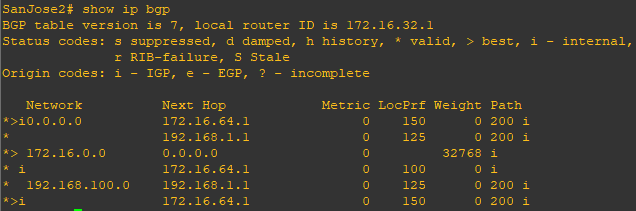 SanJose2# show ip bgp
BGP table version is 7, local router ID is 172.16.32.1
Status codes: s suppressed, d damped, h history, * valid, > best, i - internal,
              r RIB-failure, S Stale
Origin codes: i - IGP, e - EGP, ? - incomplete

   Network          Next Hop            Metric LocPrf Weight Path
*>i0.0.0.0          172.16.64.1              0    150      0 200 i
*                   192.168.1.1              0    125      0 200 i
*> 172.16.0.0       0.0.0.0                  0         32768 i
* i                 172.16.64.1              0    100      0 i
*  192.168.100.0    192.168.1.1              0    125      0 200 i
*>i                 172.16.64.1              0    150      0 200 i